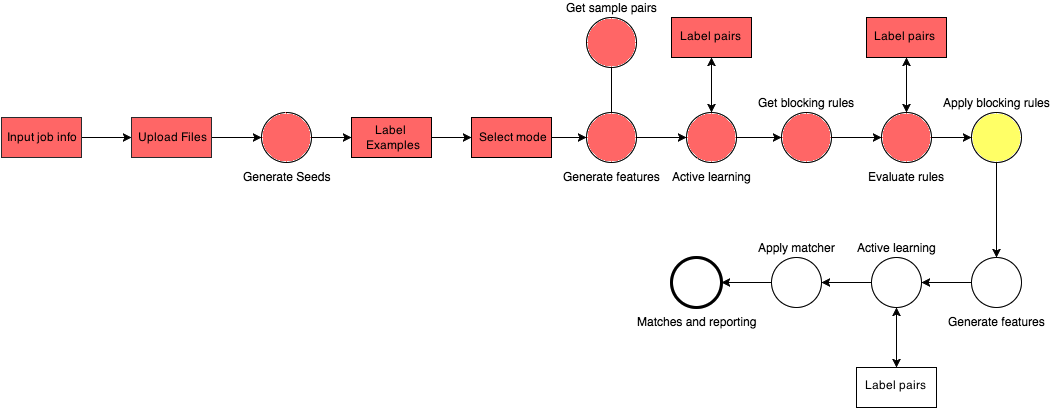 Get sample pairs
Label pairs
Label pairs
Get blocking rules
Apply blocking rules
Input job info
Upload Files
Label
Examples
Select mode
Generate Seeds
Generate features
Active learning
Evaluate rules
Apply matcher
Active learning
Matches and reporting
Generate features
Label pairs